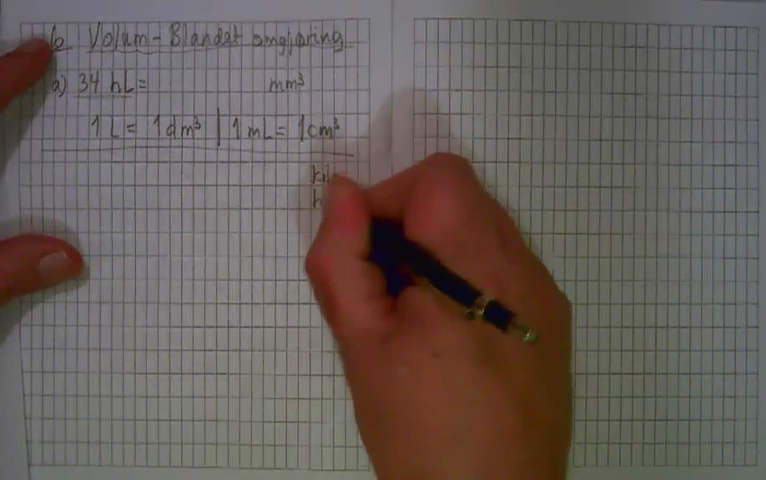 b Volum - Blandet omgjøring
a) 34 hL = mm³
1 L = 1 dm³ | 1 mL = 1 cm³